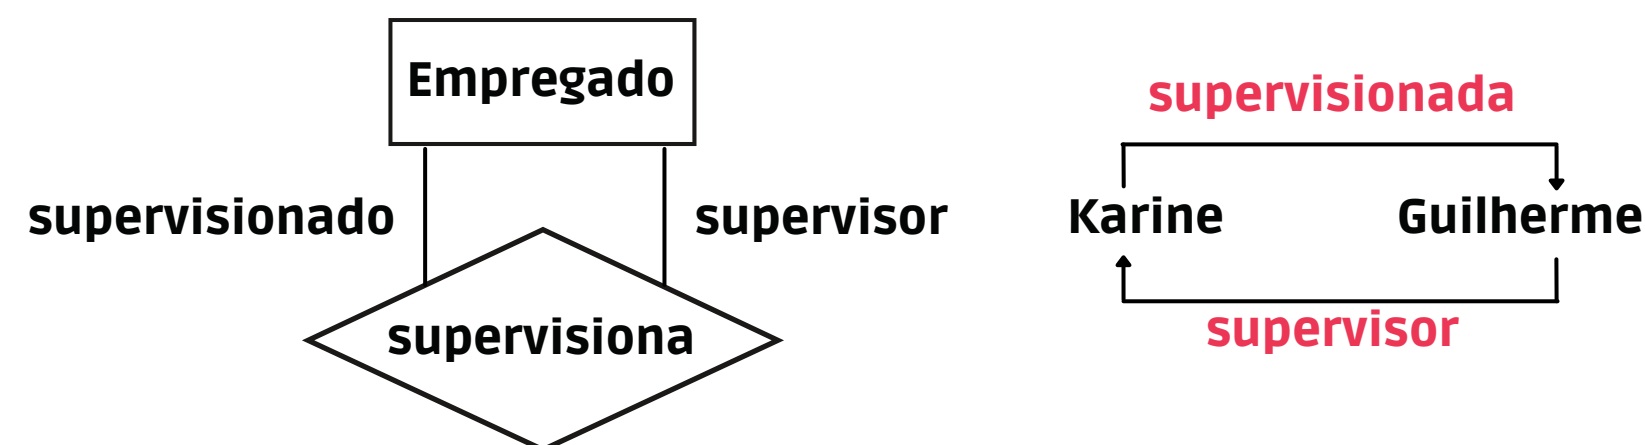 Empregado
supervisionado
supervisor
supervisiona
supervisionada
Karine
Guilherme
supervisor